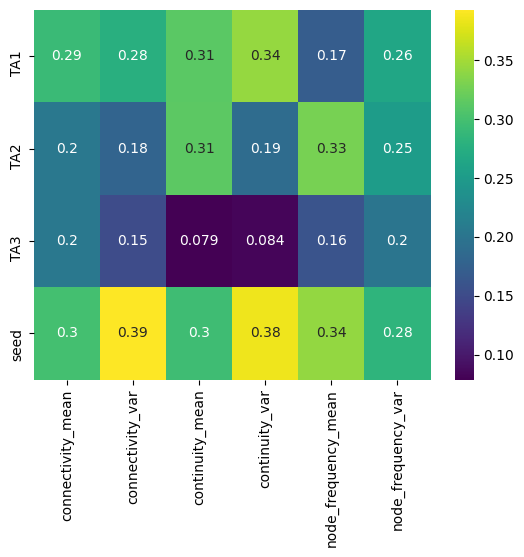 TA1 0.29 0.28 0.31 0.34 0.17 0.26
TA2 0.2 0.18 0.31 0.19 0.33 0.25
TA3 0.2 0.15 0.079 0.084 0.16 0.2
seed 0.3 0.39 0.3 0.38 0.34 0.28
connectivity_mean
connectivity_var
continuity_mean
continuity_var
node_frequency_mean
node_frequency_var
0.35
0.30
0.25
0.20
0.15
0.10